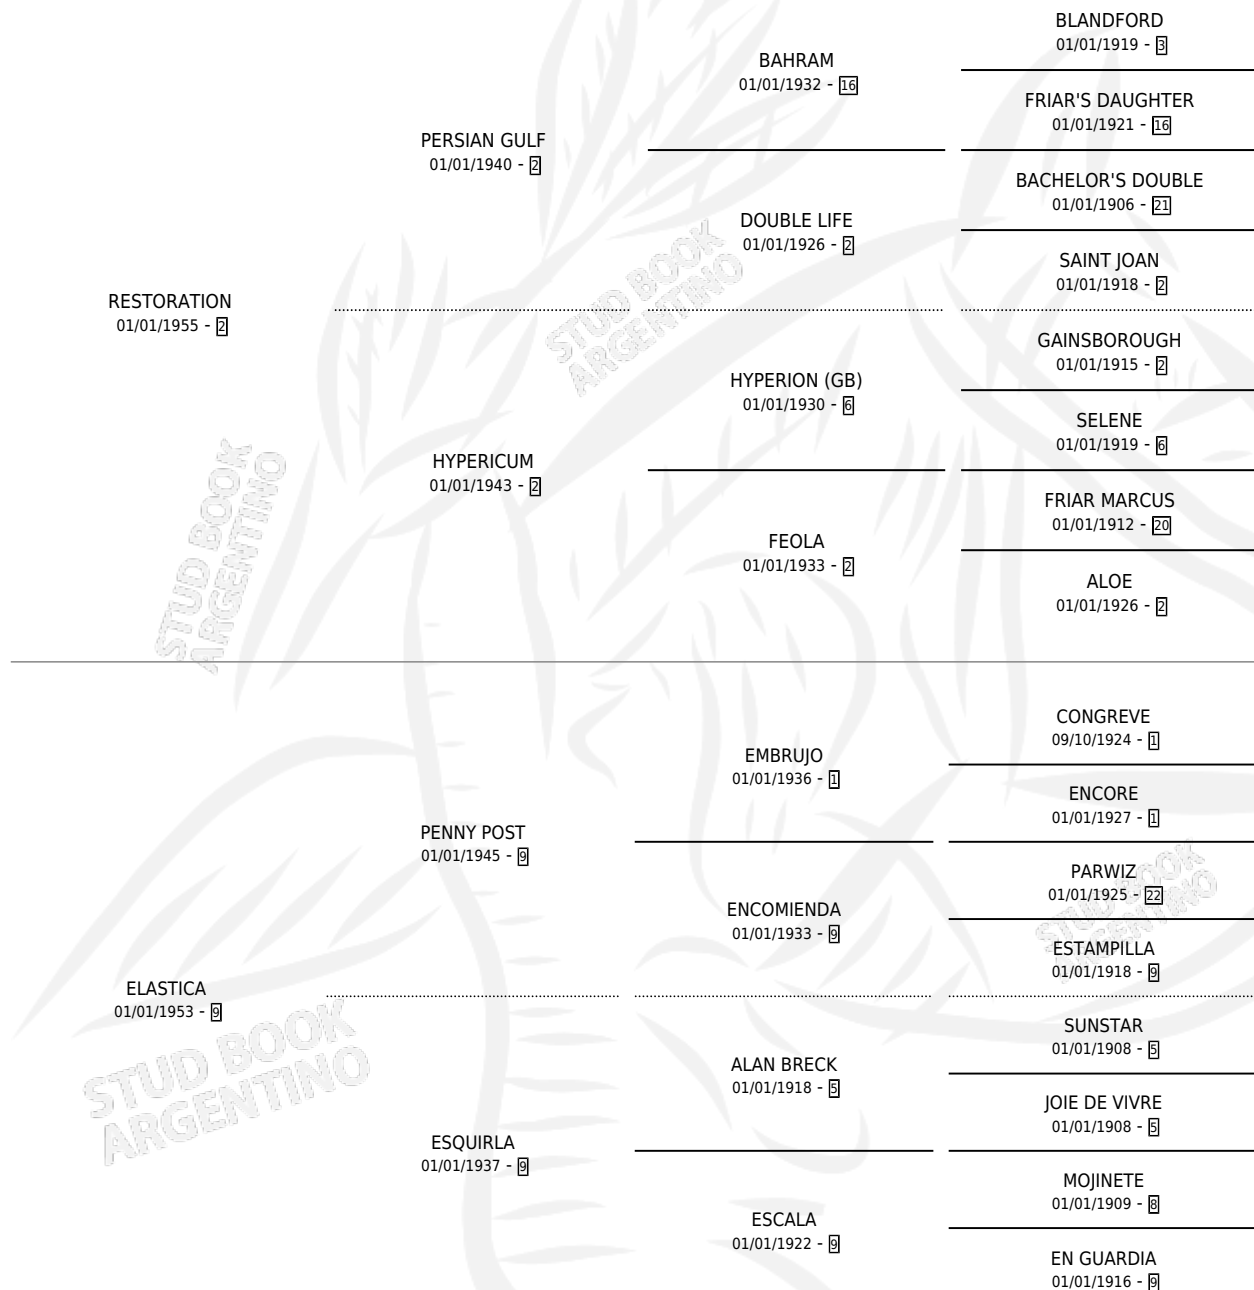 BLANDFORD
01/01/1919 - 3
BAHRAM
01/01/1932 - 16
FRIAR'S DAUGHTER
01/01/1921 - 16
PERSIAN GULF
01/01/1940 - 2
BACHELOR'S DOUBLE
01/01/1906 - 21
DOUBLE LIFE
01/01/1926 - 2
SAINT JOAN
01/01/1918 - 2
RESTORATION
01/01/1955 - 2
STUD BOOK
ARGENTINO
GAINSBOROUGH
01/01/1915 - 2
HYPERION (GB)
01/01/1930 - 6
SELENE
01/01/1919 - 6
HYPERICUM
01/01/1943 - 2
FRIAR MARCUS
01/01/1912 - 20
FEOLA
01/01/1933 - 2
ALOE
01/01/1926 - 2
STUD BOOK
ARGENTINO
CONGREVE
09/10/1924 - 1
EMBRUJO
01/01/1936 - 1
ENCORE
01/01/1927 - 1
PENNY POST
01/01/1945 - 9
PARWIZ
01/01/1925 - 22
ENCOMIENDA
01/01/1933 - 9
ESTAMPILLA
01/01/1918 - 9
STUD BOOK
ARGENTINO
ELASTICA
01/01/1953 - 9
STUD BOOK
ARGENTINO
SUNSTAR
01/01/1908 - 5
ALAN BRECK
01/01/1918 - 5
JOIE DE VIVRE
01/01/1908 - 5
ESQUIRLA
01/01/1937 - 9
MOJINETE
01/01/1909 - 8
ESCALA
01/01/1922 - 9
EN GUARDIA
01/01/1916 - 9